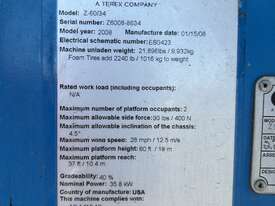 A TEREX COMPANY
Model: Z-60/34
Serial number: Z6008-8634
Model year: 2008 Manufacture date: 01/15/08
Electrical schematic number: ES0423
Machine unladen weight: 21,896lbs / 9,932kg
Foam Tires add 2240 lb / 1016 kg to weight
Rated work load (including occupants):
N/A
Maximum number of platform occupants: 2
Maximum allowable side force: 90 lbs / 400 N
Maximum allowable inclination of the chassis:
4.5°
Maximum wind speed: 28 mph / 12.5 m/s
Maximum platform height: 60 ft / 18 m
Maximum platform reach:
37 ft / 10.4 m
Gradeability: 40 %
Nominal Power: 35.8 kW
Country of manufacture: USA
This machine complies with: